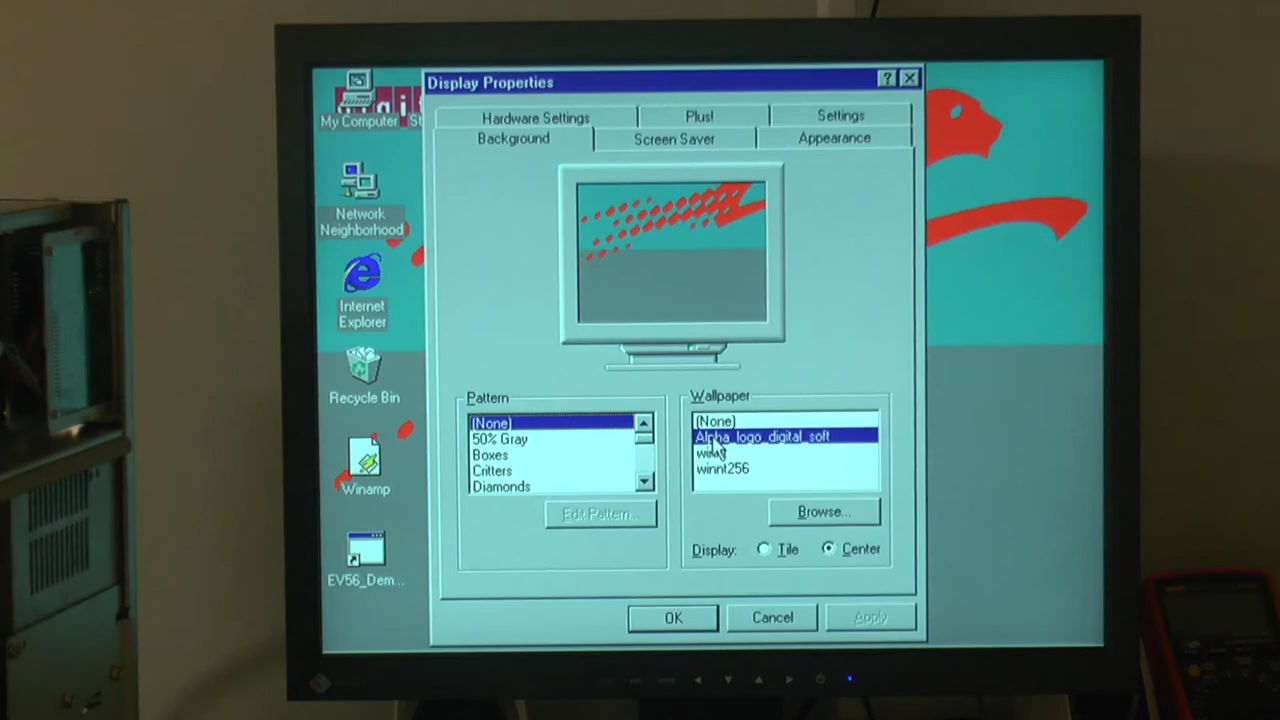 Display Properties
Hardware Settings
Plus!
Settings
Background
Screen Saver
Appearance
My Computer
Network
Neighborhood
Internet
Explorer
Recycle Bin
Winamp
EV56_Dem...
Pattern
(None)
50% Gray
Boxes
Critters
Diamonds
Edit Pattern...
Wallpaper
(None)
Alpha_logo_digital_soft
winnt256
Browse...
Display:
Tile
Center
OK
Cancel
Apply